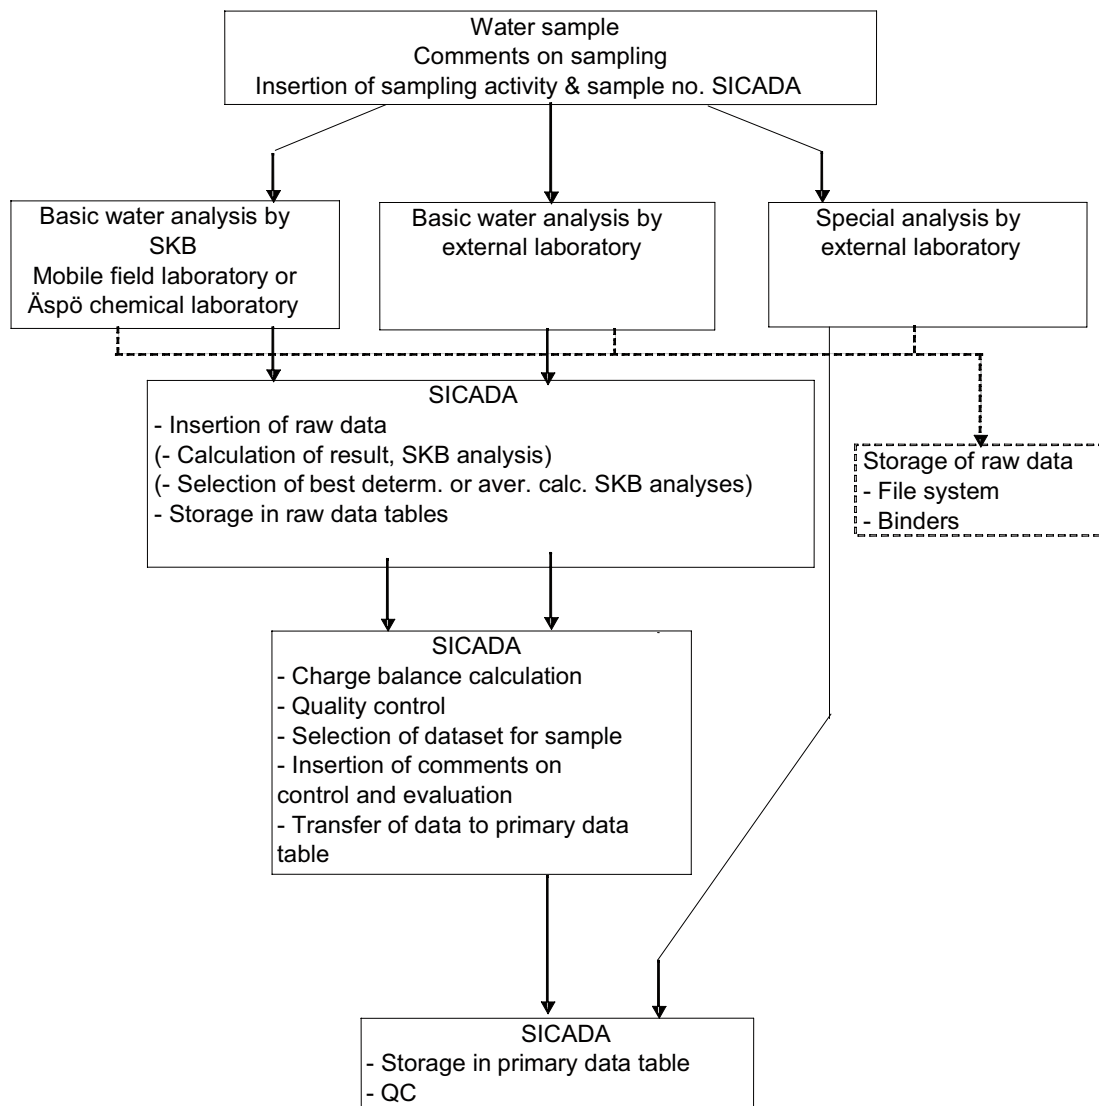 Water sample
Comments on sampling
Insertion of sampling activity & sample no. SICADA
Basic water analysis by
SKB
Mobile field laboratory or
Äspö chemical laboratory
Basic water analysis by
external laboratory
Special analysis by
external laboratory
SICADA
- Insertion of raw data
(- Calculation of result, SKB analysis)
(- Selection of best determ. or aver. calc. SKB analyses)
- Storage in raw data tables
Storage of raw data
- File system
- Binders
SICADA
- Charge balance calculation
- Quality control
- Selection of dataset for sample
- Insertion of comments on
control and evaluation
- Transfer of data to primary data
table
SICADA
- Storage in primary data table
- QC